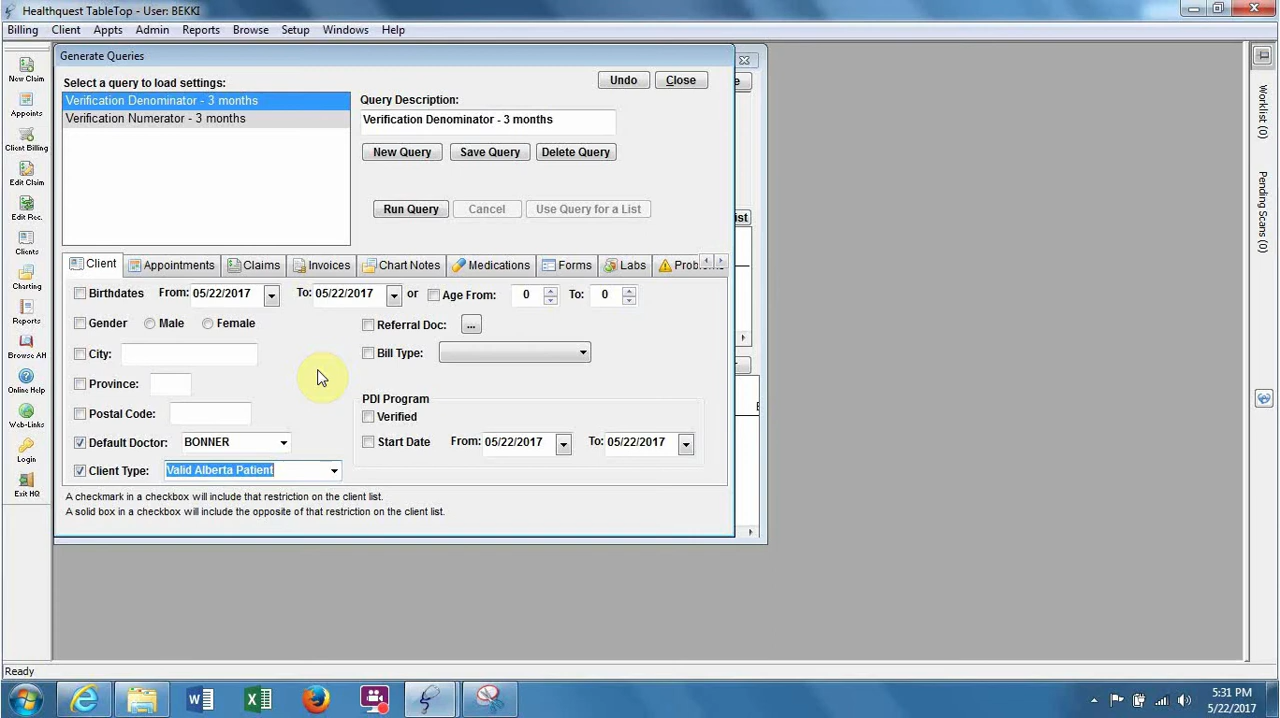 Healthquest TableTop - User: BEKKI
Billing Client Appts Admin Reports Browse Setup Windows Help
New Claim
Appoints
Client Billing
Edit Claim
Edit Rec.
Clients
Charting
Reports
Browse AH
Online Help
Web-Links
Login
Exit HQ
Generate Queries
Select a query to load settings:
Undo Close
Verification Denominator - 3 months
Verification Numerator - 3 months
Query Description:
Verification Denominator - 3 months
New Query Save Query Delete Query
Run Query Cancel Use Query for a List
Client Appointments Claims Invoices Chart Notes Medications Forms Labs Prob
Birthdates From: 05/22/2017 To: 05/22/2017 or Age From: 0 To: 0
Gender Male Female
Referral Doc: ...
City:
Bill Type:
Province:
PDI Program
Postal Code:
Verified
Default Doctor: BONNER
Start Date From: 05/22/2017 To: 05/22/2017
Client Type: Valid Alberta Patient
A checkmark in a checkbox will include that restriction on the client list.
A solid box in a checkbox will include the opposite of that restriction on the client list.
e
ist
Worklist (0)
Pending Scans (0)
Ready
5:31 PM
5/22/2017